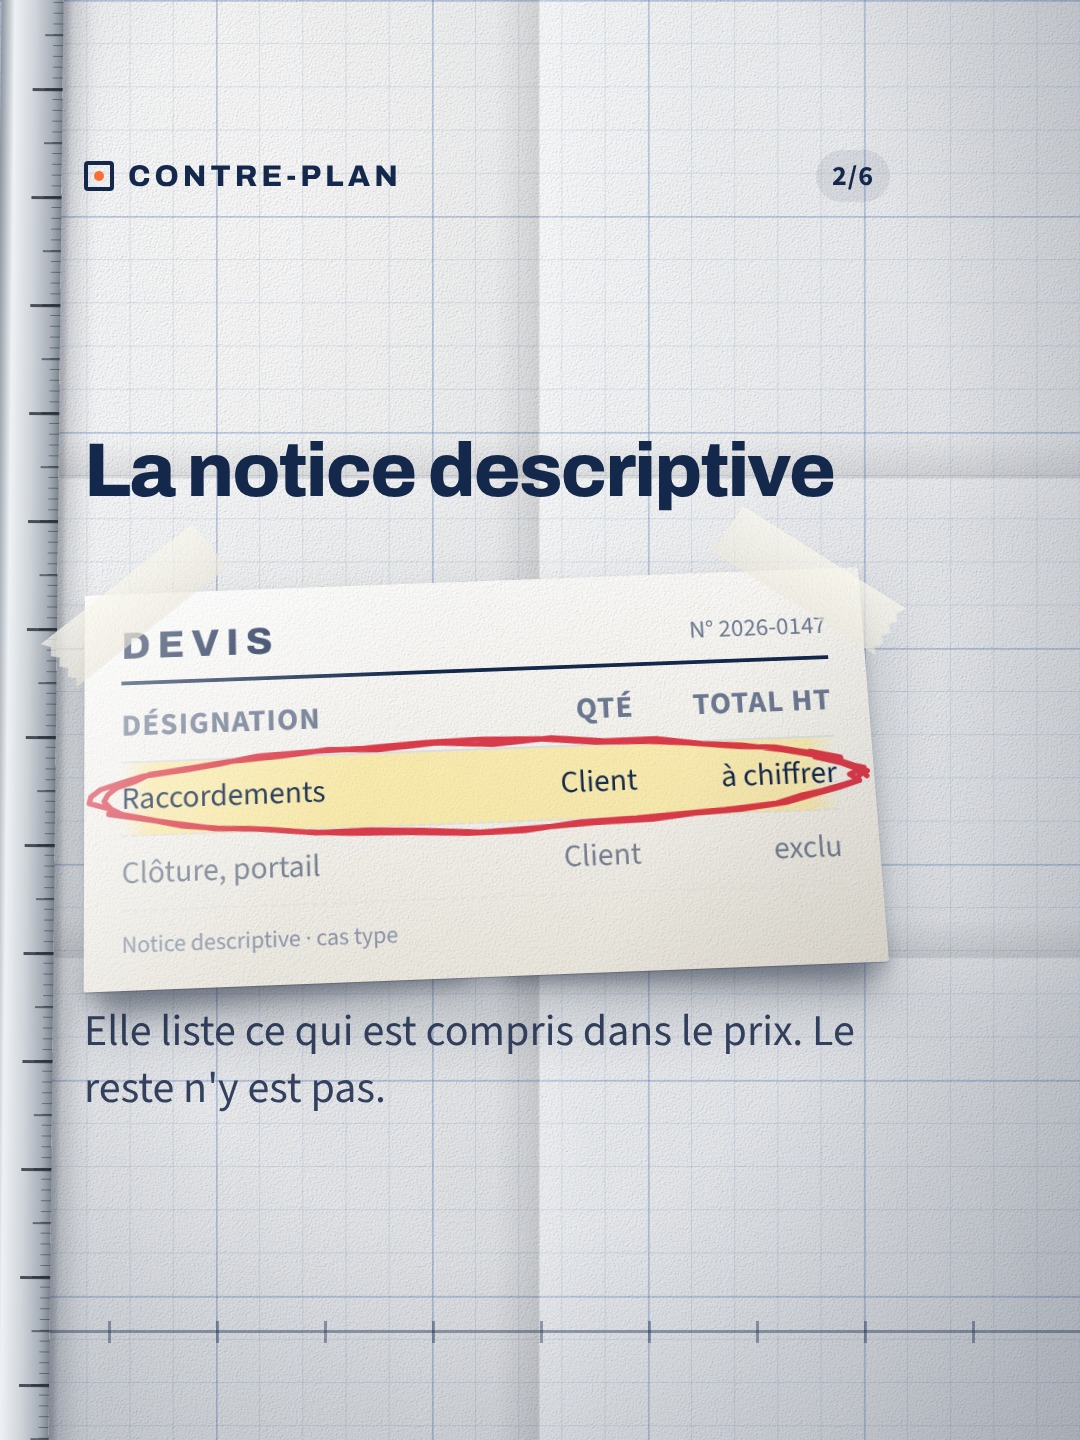 CONTRE-PLAN
2/6
La notice descriptive
DEVIS
N° 2026-0147
DÉSIGNATION QTÉ TOTAL HT
Raccordements Client à chiffrer
Clôture, portail Client exclu
Notice descriptive · cas type
Elle liste ce qui est compris dans le prix. Le
reste n'y est pas.